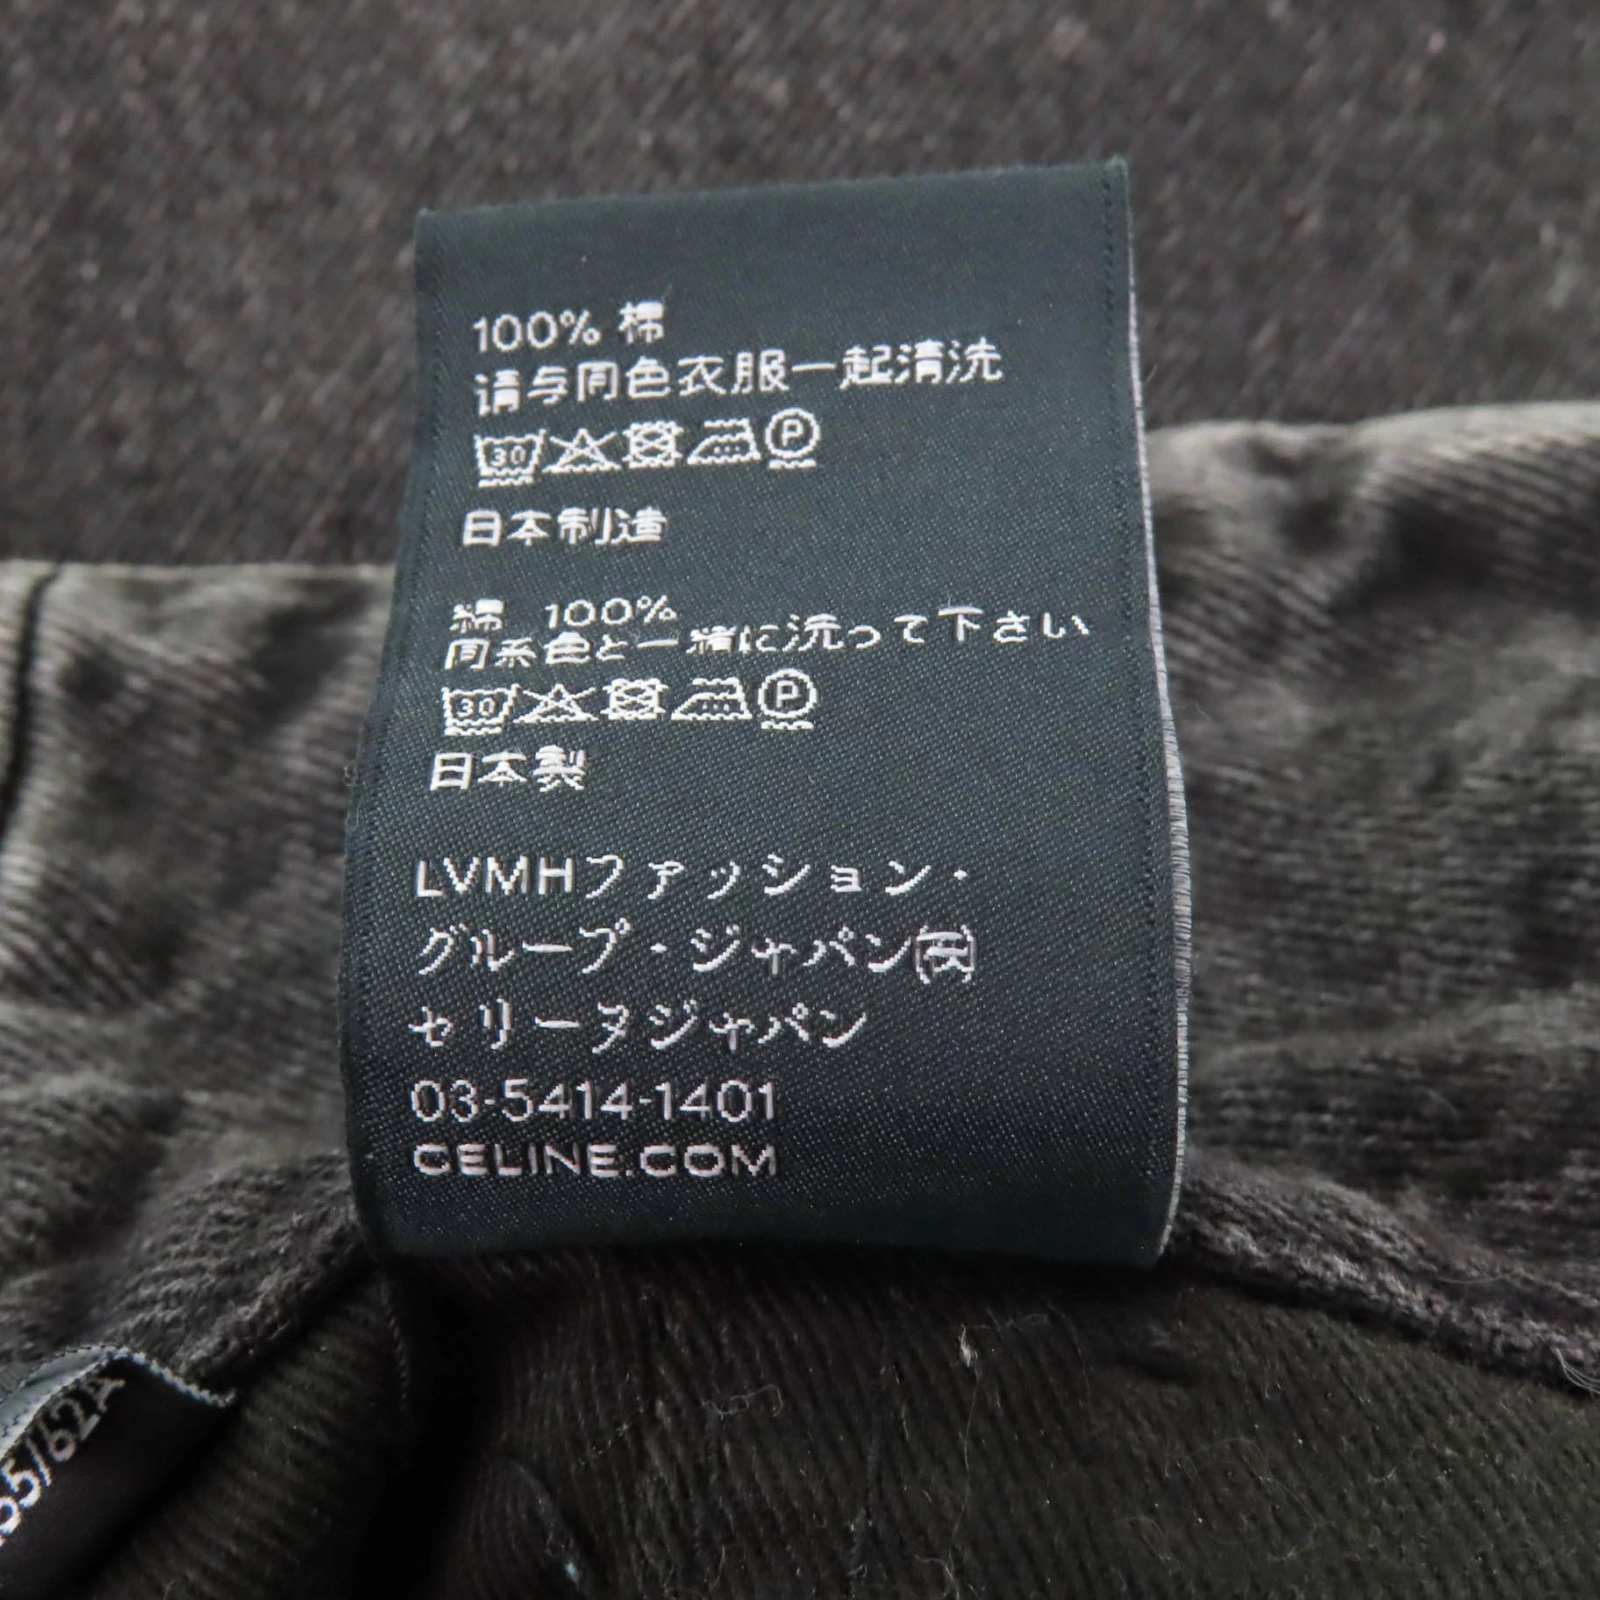 100% 棉
请与同色衣服一起清洗
30 P
日本制造
綿 100%
同系色と一緒に洗って下さい
30 P
日本製
LVMHファッション・
グループ・ジャパン㈱
セリーヌジャパン
03-5414-1401
CELINE.COM
/62A